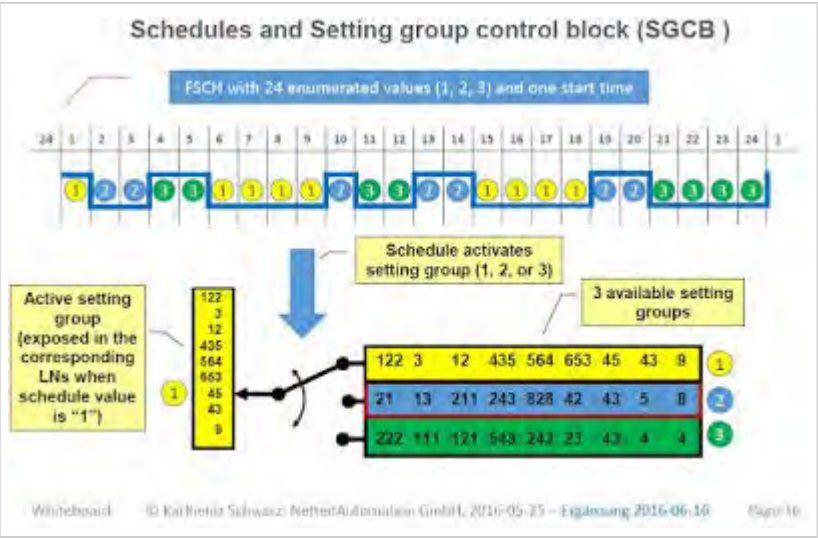 Schedules and Setting group control block (SGCB )
FSCH with 24 enumerated values (1, 2, 3) and one start time
24 1 2 3 4 5 6 7 8 9 10 11 12 13 14 15 16 17 18 19 20 21 22 23 24 1
1 2 2 3 3 1 1 1 1 2 3 3 2 2 1 1 1 1 2 2 3 3 3 3
Schedule activates
setting group (1, 2, or 3)
3 available setting
groups
Active setting
group
(exposed in the
corresponding
LNs when
schedule value
is "1")
1
122
3
12
435
564
653
45
43
9
122 3 12 435 564 653 45 43 9 1
21 13 211 243 828 42 43 5 8 2
222 111 121 543 243 23 43 4 4 3
Whiteboard © Karlheinz Schwarz, NettedAutomation GmbH, 2016-05-25 – Ergänzung 2016-06-16